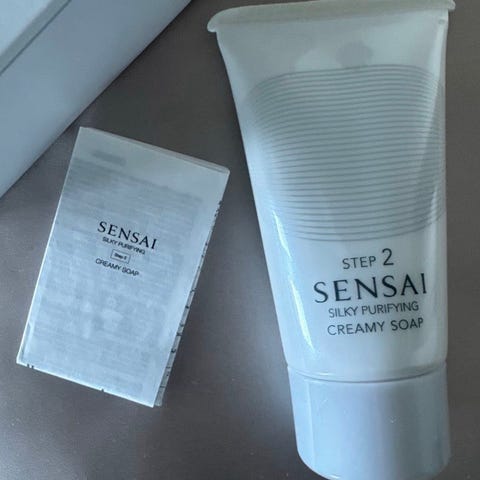 SENSAI
SILKY PURIFYING
Step 2
CREAMY SOAP
STEP 2
SENSAI
SILKY PURIFYING
CREAMY SOAP